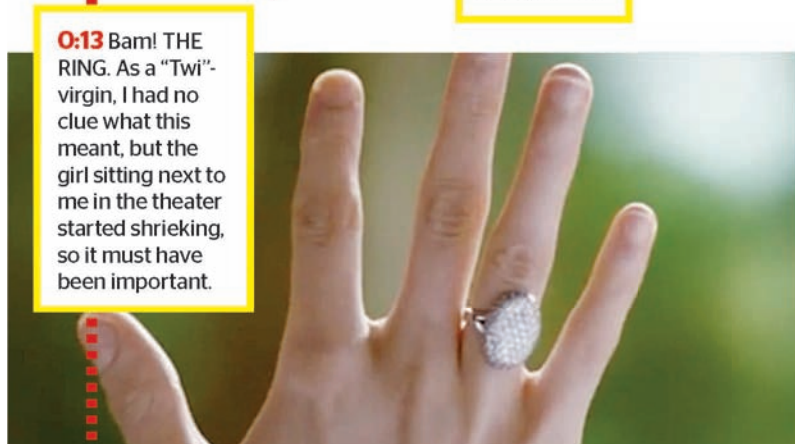 0:13 Bam! THE
RING. As a “Twi”-
virgin, I had no
clue what this
meant, but the
girl sitting next to
me in the theater
started shrieking,
so it must have
been important.